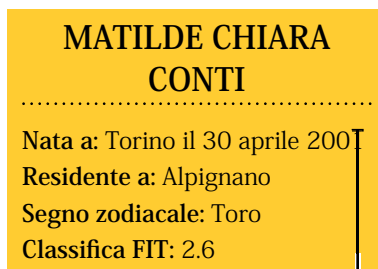 MATILDE CHIARA
CONTI
Nata a: Torino il 30 aprile 2001
Residente a: Alpignano
Segno zodiacale: Toro
Classifica FIT: 2.6